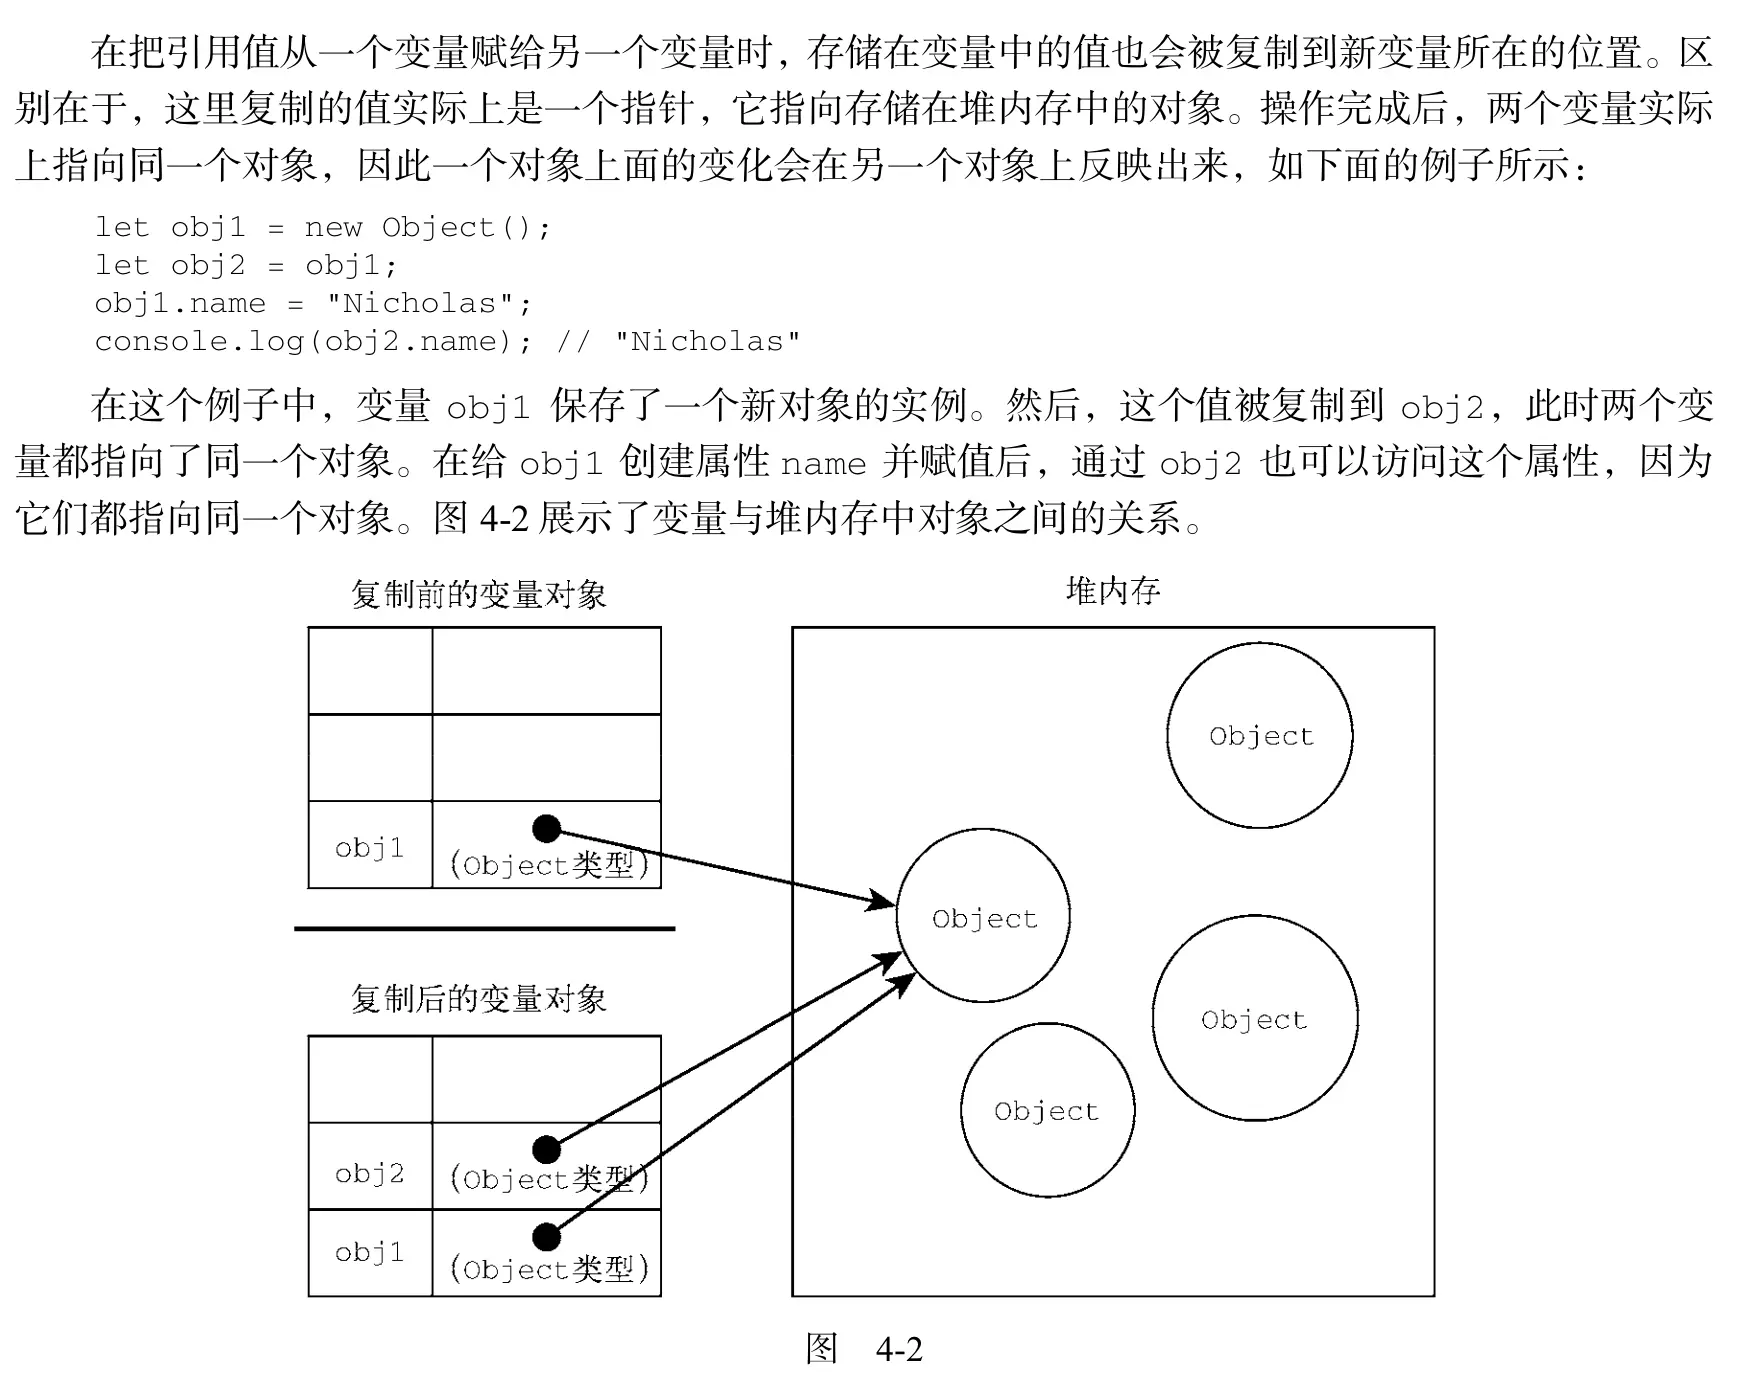 在把引用值从一个变量赋给另一个变量时，存储在变量中的值也会被复制到新变量所在的位置。区
别在于，这里复制的值实际上是一个指针，它指向存储在堆内存中的对象。操作完成后，两个变量实际
上指向同一个对象，因此一个对象上面的变化会在另一个对象上反映出来，如下面的例子所示：
let obj1 = new Object();
let obj2 = obj1;
obj1.name = "Nicholas";
console.log(obj2.name); // "Nicholas"
在这个例子中，变量 obj1 保存了一个新对象的实例。然后，这个值被复制到 obj2，此时两个变
量都指向了同一个对象。在给 obj1 创建属性 name 并赋值后，通过 obj2 也可以访问这个属性，因为
它们都指向同一个对象。图 4-2 展示了变量与堆内存中对象之间的关系。
复制前的变量对象
obj1
(Object类型)
复制后的变量对象
obj2
(Object类型)
obj1
(Object类型)
堆内存
Object
Object
Object
Object
图 4-2